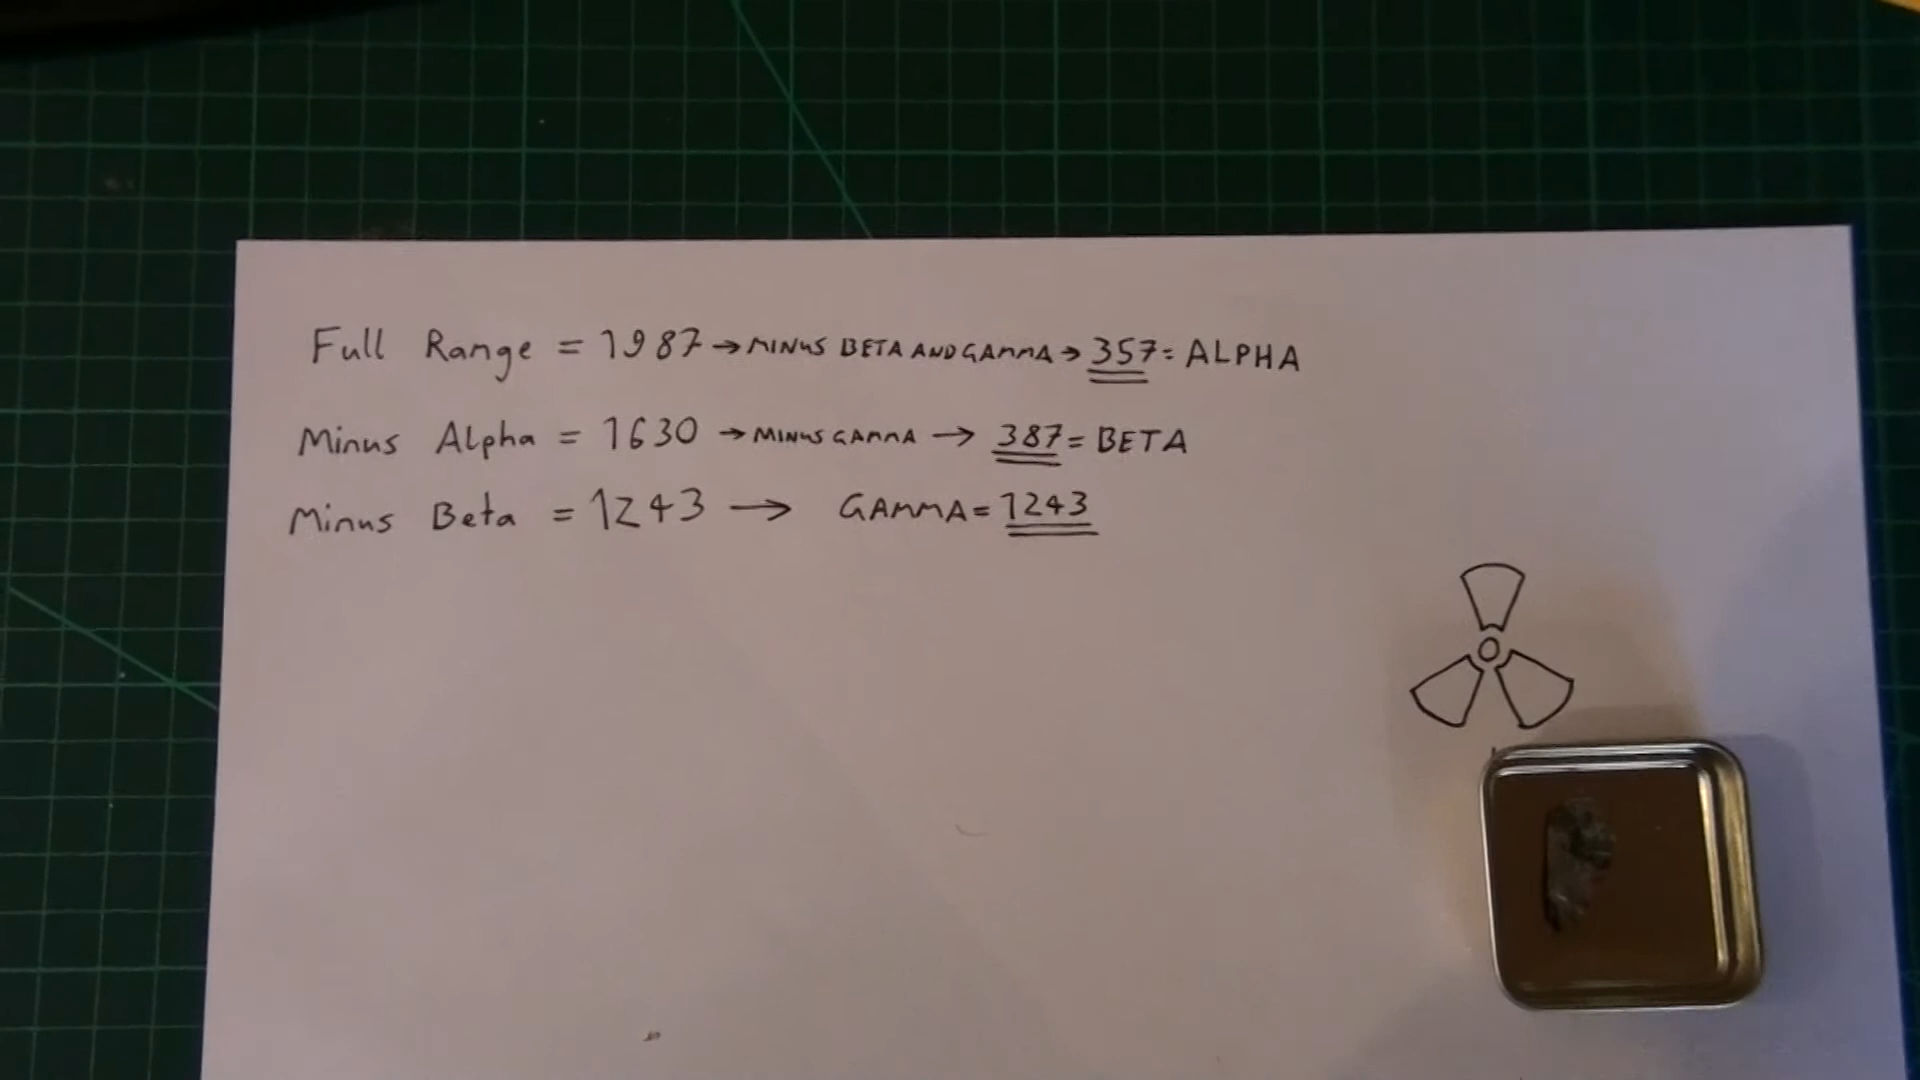 Full Range = 1987 → MINUS BETA AND GAMMA → 357 = ALPHA
Minus Alpha = 1630 → MINUS GAMMA → 387 = BETA
Minus Beta = 1243 → GAMMA = 1243